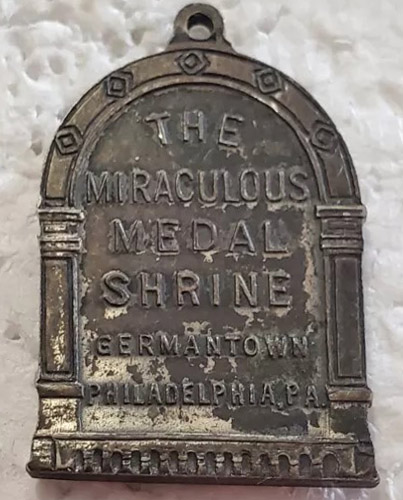 THE
MIRACULOUS
MEDAL
SHRINE
GERMANTOWN
PHILADELPHIA, PA.